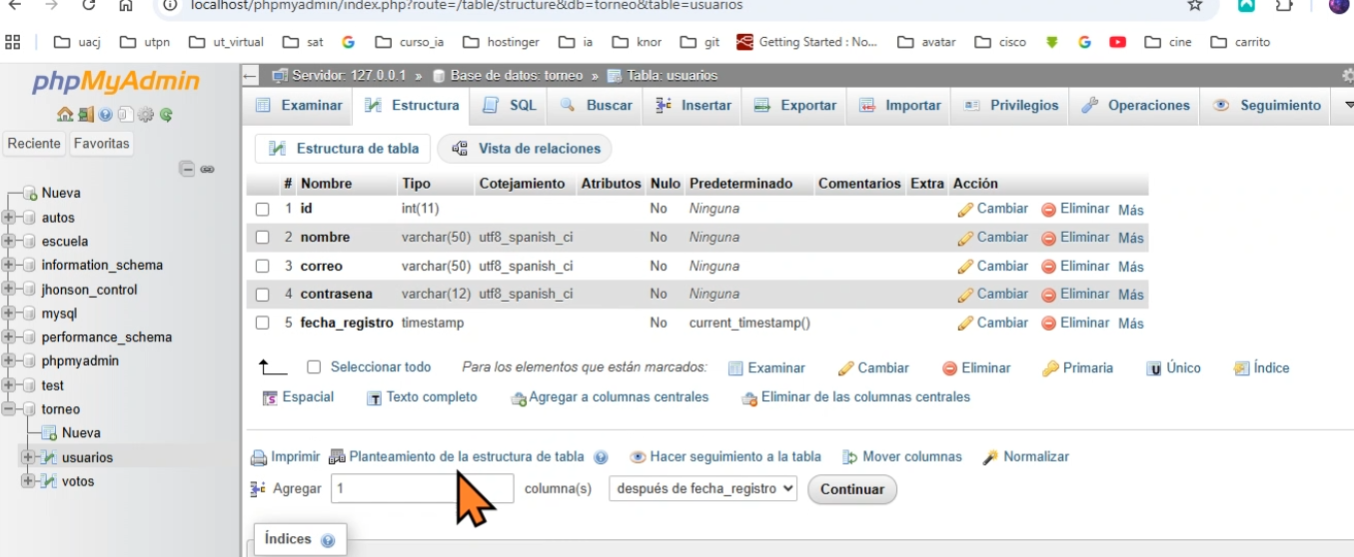 localhost/phpmyadmin/index.php?route=/table/structure&db=torneo&table=usuarios
uacj utpn ut_virtual sat curso_ia hostinger ia knor git Getting Started : No... avatar cisco cine carrito
phpMyAdmin
Reciente Favoritas
Nueva
autos
escuela
information_schema
jhonson_control
mysql
performance_schema
phpmyadmin
test
torneo
Nueva
usuarios
votos
Servidor: 127.0.0.1 » Base de datos: torneo » Tabla: usuarios
Examinar Estructura SQL Buscar Insertar Exportar Importar Privilegios Operaciones Seguimiento
Estructura de tabla Vista de relaciones
# Nombre Tipo Cotejamiento Atributos Nulo Predeterminado Comentarios Extra Acción
1 id int(11) No Ninguna Cambiar Eliminar Más
2 nombre varchar(50) utf8_spanish_ci No Ninguna Cambiar Eliminar Más
3 correo varchar(50) utf8_spanish_ci No Ninguna Cambiar Eliminar Más
4 contrasena varchar(12) utf8_spanish_ci No Ninguna Cambiar Eliminar Más
5 fecha_registro timestamp No current_timestamp() Cambiar Eliminar Más
Seleccionar todo Para los elementos que están marcados: Examinar Cambiar Eliminar Primaria Único Índice
Espacial Texto completo Agregar a columnas centrales Eliminar de las columnas centrales
Imprimir Planteamiento de la estructura de tabla Hacer seguimiento a la tabla Mover columnas Normalizar
Agregar 1 columna(s) después de fecha_registro Continuar
Índices